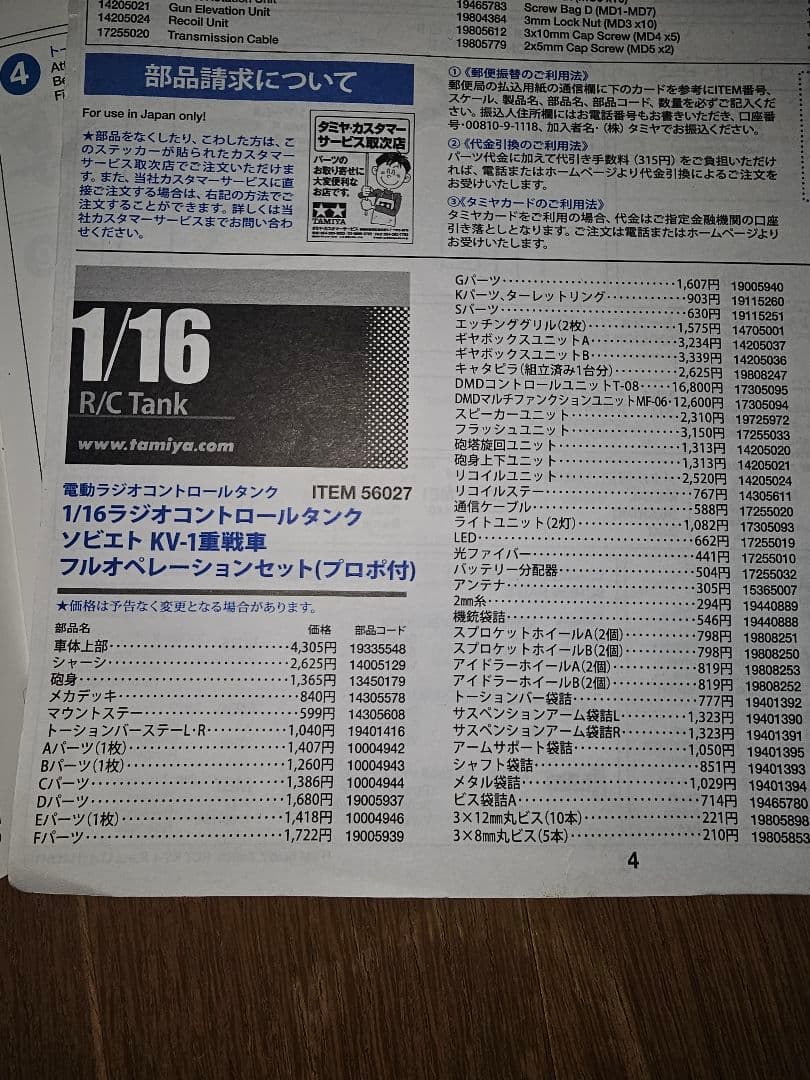 14205021 Gun Elevation Unit
14205024 Recoil Unit
17255020 Transmission Cable
19465783 Screw Bag D (MD1-MD7)
19804364 3mm Lock Nut (MD3 x10)
19805612 3x10mm Cap Screw (MD4 x5)
19805779 2x5mm Cap Screw (MD5 x2)
4
部品請求について
For use in Japan only!
★部品をなくしたり、こわした方は、こ
のステッカーが貼られたカスタマー
サービス取次店でご注文いただけま
す。また、当社カスタマーサービスに直
接ご注文する場合は、右記の方法でご
注文することができます。詳しくは当
社カスタマーサービスまでお問い合わ
せください。
タミヤ・カスタマー
サービス取次店
パーツの
お取り寄せに
大変便利な
お店です。
TAMIYA
①《郵便振替のご利用法》
郵便局の払込用紙の通信欄に下のカードを参考にITEM番号、
スケール、製品名、部品名、部品コード、数量を必ずご記入くだ
さい。振込人住所欄にはお電話番号もお書きいただき、口座番
号・00810-9-1118、加入者名・(株)タミヤでお振込ください。
②《代金引換のご利用法》
パーツ代金に加えて代引き手数料(315円)をご負担いただけ
れば、電話またはホームページより代金引換によるご注文を
お受けいたします。
③《タミヤカードのご利用法》
タミヤカードをご利用の場合、代金はご指定金融機関の口座
引き落としとなります。ご注文は電話またはホームページより
お受けいたします。
1/16
R/C Tank
www.tamiya.com
電動ラジオコントロールタンク ITEM 56027
1/16ラジオコントロールタンク
ソビエト KV-1重戦車
フルオペレーションセット(プロポ付)
★価格は予告なく変更となる場合があります。
部品名 価格 部品コード
車体上部 4,305円 19335548
シャーシ 2,625円 14005129
砲身 1,365円 13450179
メカデッキ 840円 14305578
マウントステー 599円 14305608
トーションバーステーL・R 1,040円 19401416
Aパーツ(1枚) 1,407円 10004942
Bパーツ(1枚) 1,260円 10004943
Cパーツ 1,386円 10004944
Dパーツ 1,680円 19005937
Eパーツ(1枚) 1,418円 10004946
Fパーツ 1,722円 19005939
Gパーツ 1,607円 19005940
Kパーツ、ターレットリング 903円 19115260
Sパーツ 630円 19115251
エッチンググリル(2枚) 1,575円 14705001
ギヤボックスユニットA 3,234円 14205037
ギヤボックスユニットB 3,339円 14205036
キャタピラ(組立済み1台分) 2,625円 19808247
DMDコントロールユニットT-08 16,800円 17305095
DMDマルチファンクションユニットMF-06 12,600円 17305094
スピーカーユニット 2,310円 19725972
フラッシュユニット 3,150円 17255033
砲塔旋回ユニット 1,313円 14205020
砲身上下ユニット 1,313円 14205021
リコイルユニット 2,520円 14205024
リコイルステー 767円 14305611
通信ケーブル 588円 17255020
ライトユニット(2灯) 1,082円 17305093
LED 662円 17255019
光ファイバー 441円 17255010
バッテリー分配器 504円 17255032
アンテナ 305円 15365007
2mm糸 294円 19440889
機銃袋詰 546円 19440888
スプロケットホイールA(2個) 798円 19808251
スプロケットホイールB(2個) 798円 19808250
アイドラーホイールA(2個) 819円 19808253
アイドラーホイールB(2個) 819円 19808252
トーションバー袋詰 777円 19401392
サスペンションアーム袋詰L 1,323円 19401390
サスペンションアーム袋詰R 1,323円 19401391
アームサポート袋詰 1,050円 19401395
シャフト袋詰 851円 19401393
メタル袋詰 1,029円 19401394
ビス袋詰A 714円 19465780
3×12mm丸ビス(10本) 221円 19805898
3×8mm丸ビス(5本) 210円 19805853
4